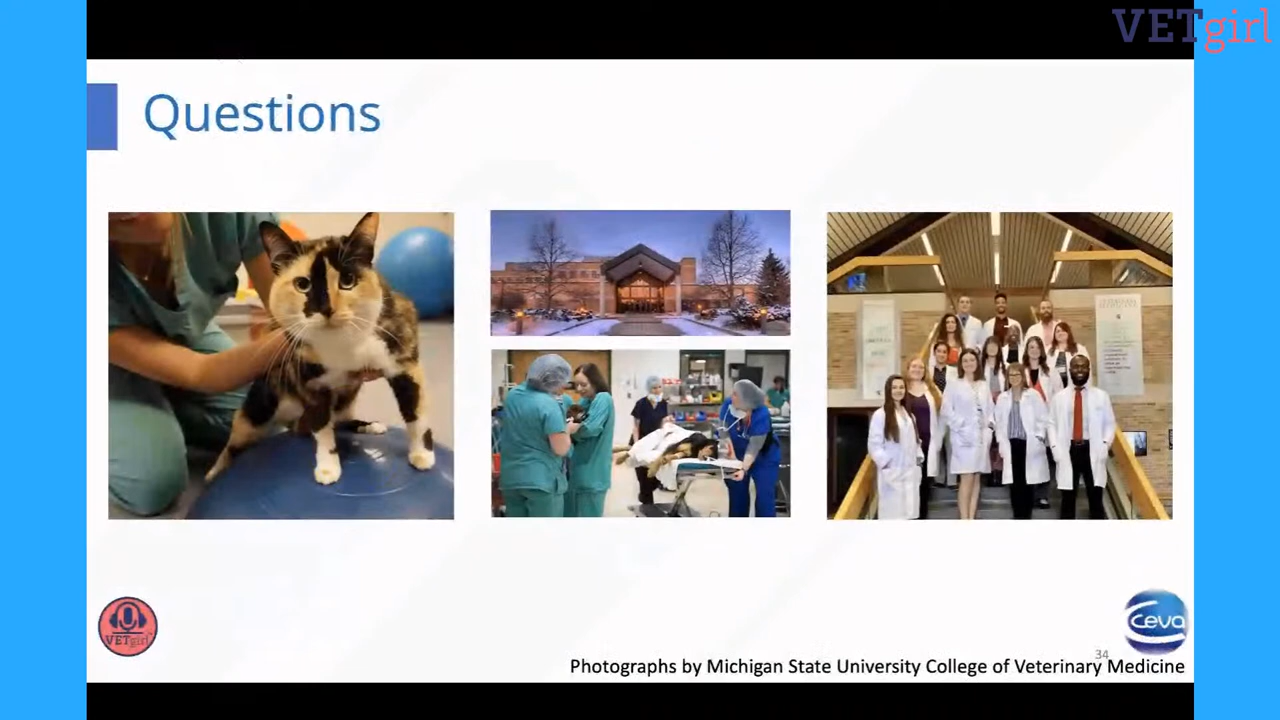 VETgirl
Questions
VETgirl
Ceva
34
Photographs by Michigan State University College of Veterinary Medicine